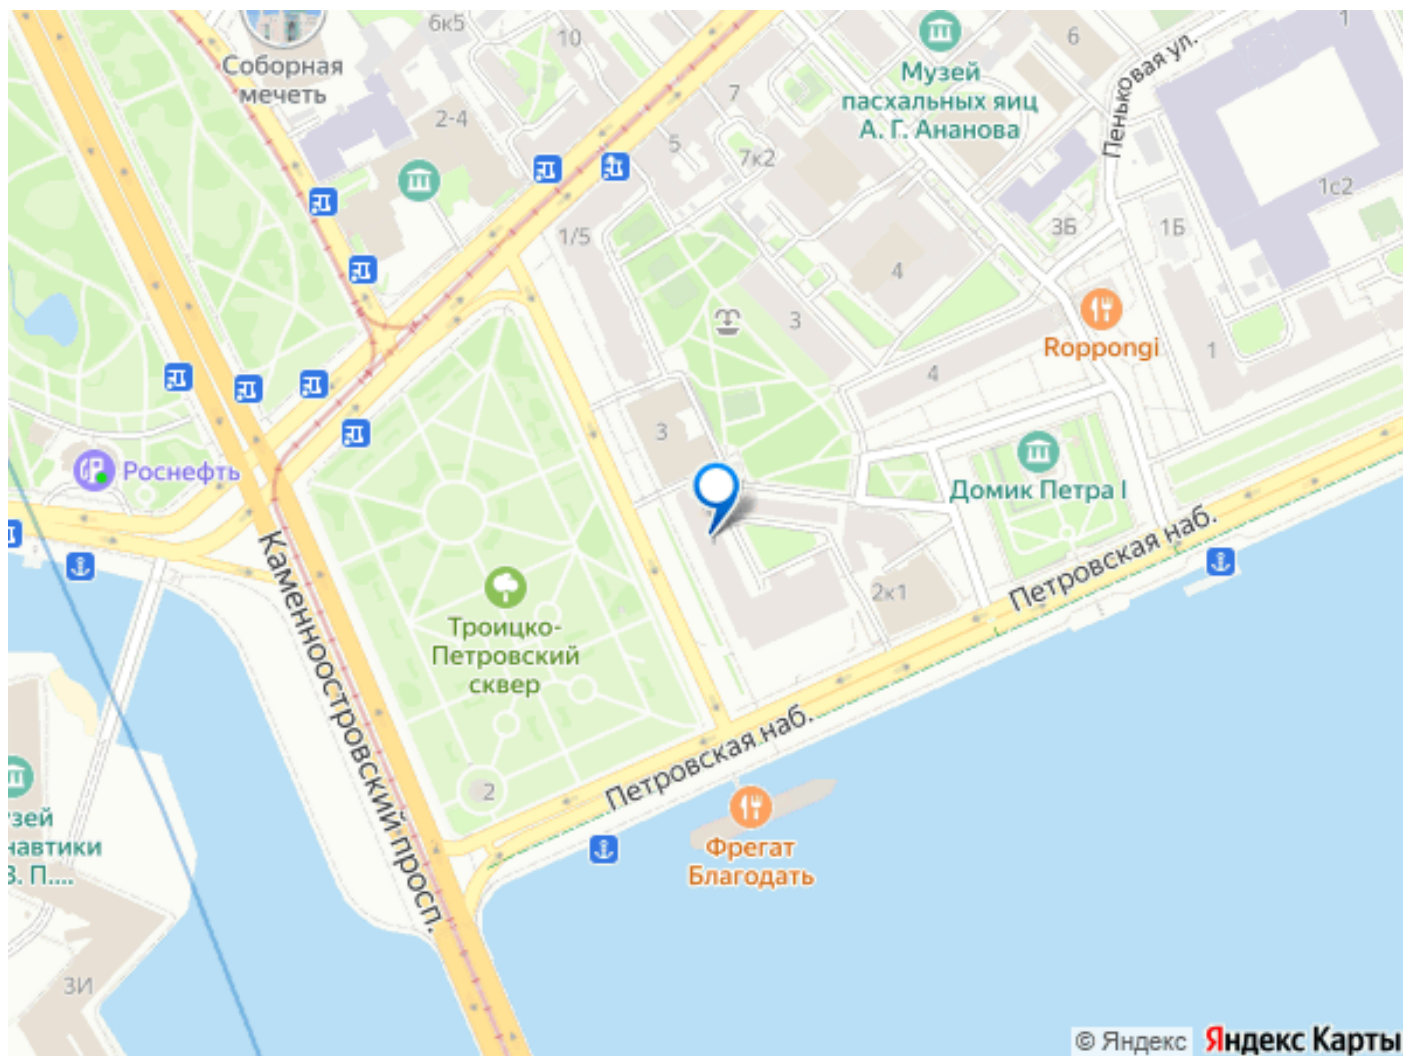 6к5
10
Соборная
мечеть
2-4
7
5
7к2
Музей
пасхальных яиц
А. Г. Ананова
6
1
Пеньковая ул.
1с2
3Б
1Б
1/5
4
3
Roppongi
4
1
3
Роснефть
Домик Петра I
Каменноостровский просп.
Троицко-
Петровский
сквер
2к1
Петровская наб.
Петровская наб.
2
Фрегат
Благодать
навтики
В. П....
3И
© Яндекс Яндекс Карты